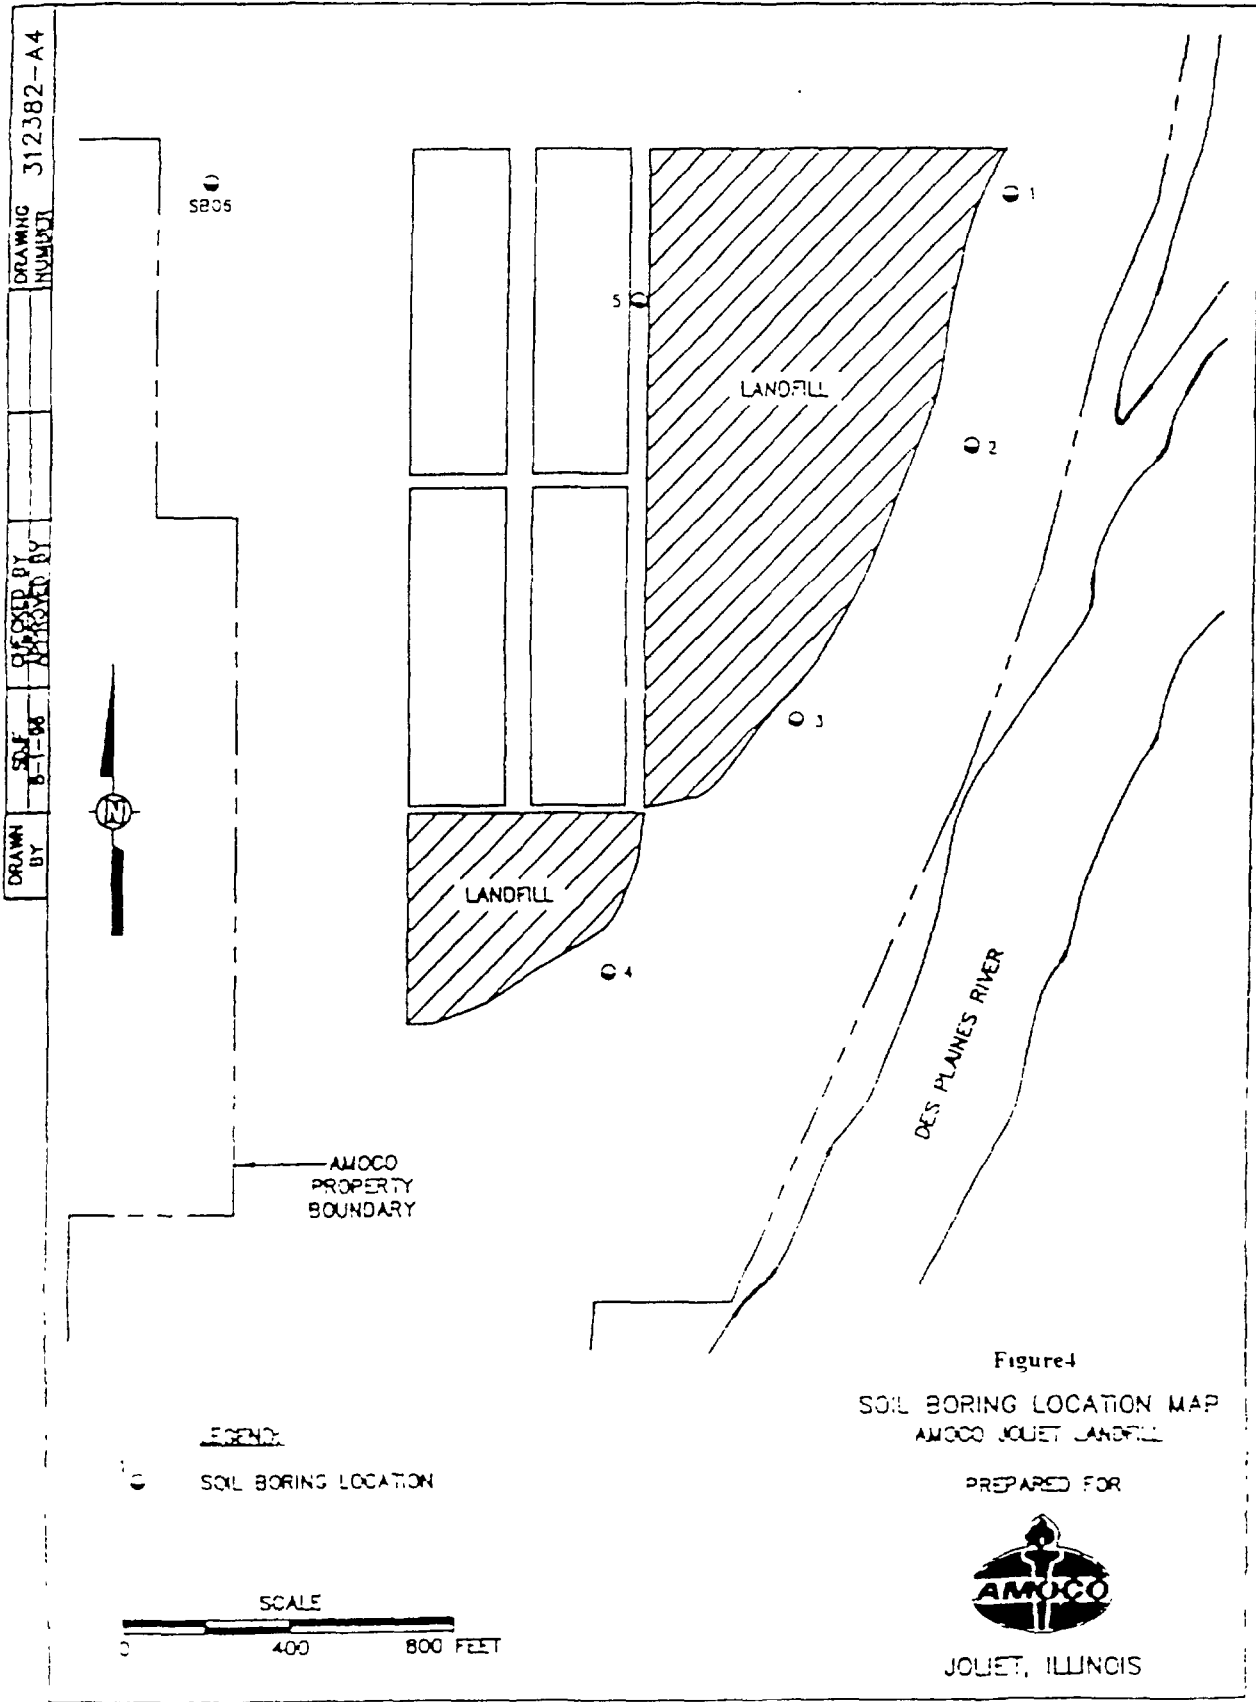 DRAWING NUMBER 312382-A4
CHECKED BY
APPROVED BY
DRAWN BY
SB05
1
5
LANDFILL
2
3
LANDFILL
4
DES PLAINES RIVER
AMOCO
PROPERTY
BOUNDARY
Figure 4
SOIL BORING LOCATION MAP
AMOCO JOLIET LANDFILL
LEGEND:
1
SOIL BORING LOCATION
PREPARED FOR
AMOCO
SCALE
0 400 800 FEET
JOLIET, ILLINOIS